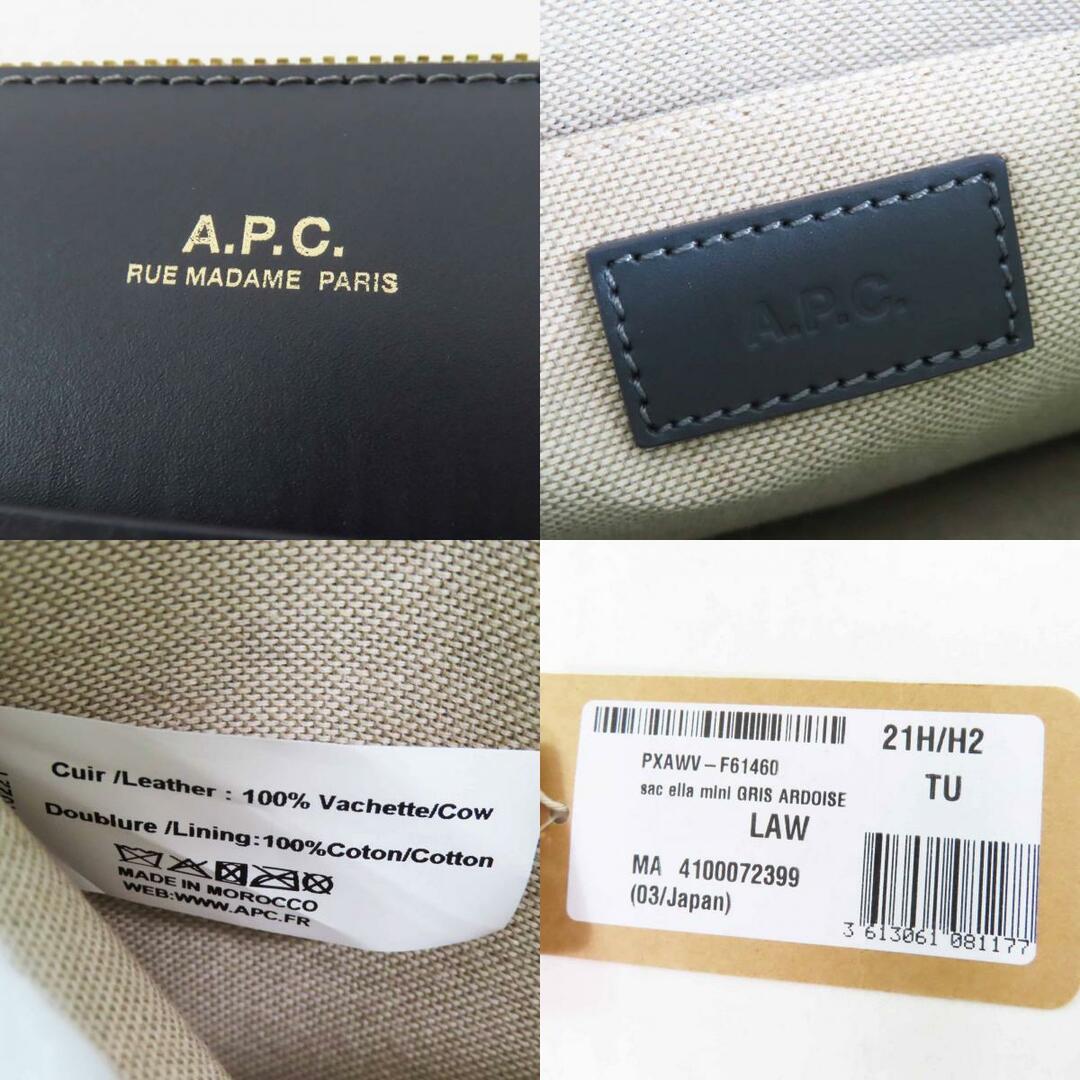 A.P.C.
RUE MADAME PARIS
A.P.C.
Cuir /Leather : 100% Vachette/Cow
Doublure /Lining:100%Coton/Cotton
MADE IN MOROCCO
WEB:WWW.APC.FR
21H/H2
PXAWV-F61460
TU
sac ella mini GRIS ARDOISE
LAW
MA 4100072399
(03/Japan)
3 613061 081177